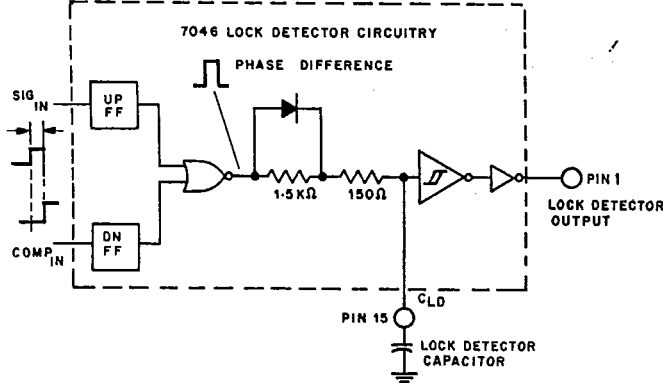 7046 LOCK DETECTOR CIRCUITRY
PHASE DIFFERENCE
SIG IN
UP
FF
1.5KΩ
150Ω
PIN 1
LOCK DETECTOR
OUTPUT
COMP IN
DN
FF
CLD
PIN 15
LOCK DETECTOR
CAPACITOR